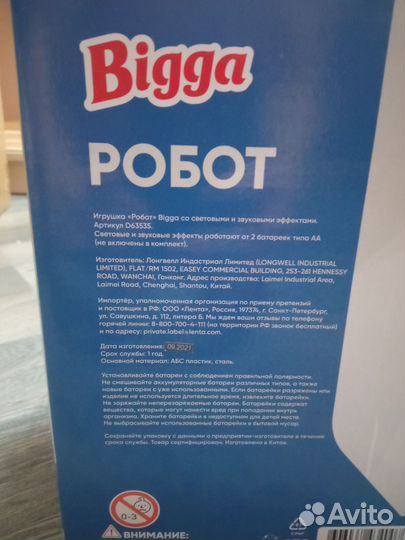 Bigga
РОБОТ
Игрушка «Робот» Bigga со световыми и звуковыми эффектами.
Артикул D6353S.
Световые и звуковые эффекты работают от 2 батареек типа АА
(не включены в комплект).
Изготовитель: Лонгвелл Индастриал Лимитед (LONGWELL INDUSTRIAL
LIMITED), FLAT/RM 1502, EASEY COMMERCIAL BUILDING, 253-261 HENNESSY
ROAD, WANCHAI, Гонконг. Адрес производства: Laimei Industrial Area,
Laimei Road, Chenghai, Shantou, Китай.
Импортёр, уполномоченная организация по приему претензий
и поставщик в РФ: ООО «Лента», Россия, 197374, г. Санкт-Петербург,
ул. Савушкина, д. 112, литера Б. Мы ждем ваши отзывы по телефону
горячей линии: 8-800-700-4-111 (на территории РФ звонок бесплатный)
и по адресу: private.label@lenta.com.
Дата изготовления: 09.2021
Срок службы: 1 год.
Основной материал: АБС пластик, сталь.
Устанавливайте батареи с соблюдением правильной полярности.
Не смешивайте аккумуляторные батареи различных типов, а также
новые батареи с уже использованными. Если батарейки разряжены или
изделие не используется длительное время, извлеките батарейки.
Не заряжайте неперезаряжаемые батареи. Батарейки содержат
вещества, которые могут нанести вред при попадании внутрь
организма. Храните батарейки в недоступном для детей месте.
Не выбрасывайте использованные батарейки в бытовой мусор.
Сохраняйте упаковку с данными о предприятии-изготовителе в течение
срока службы. Товар сертифицирован. Изготовлено в Китае.
0-3
ВНИМАНИЕ:
Avito